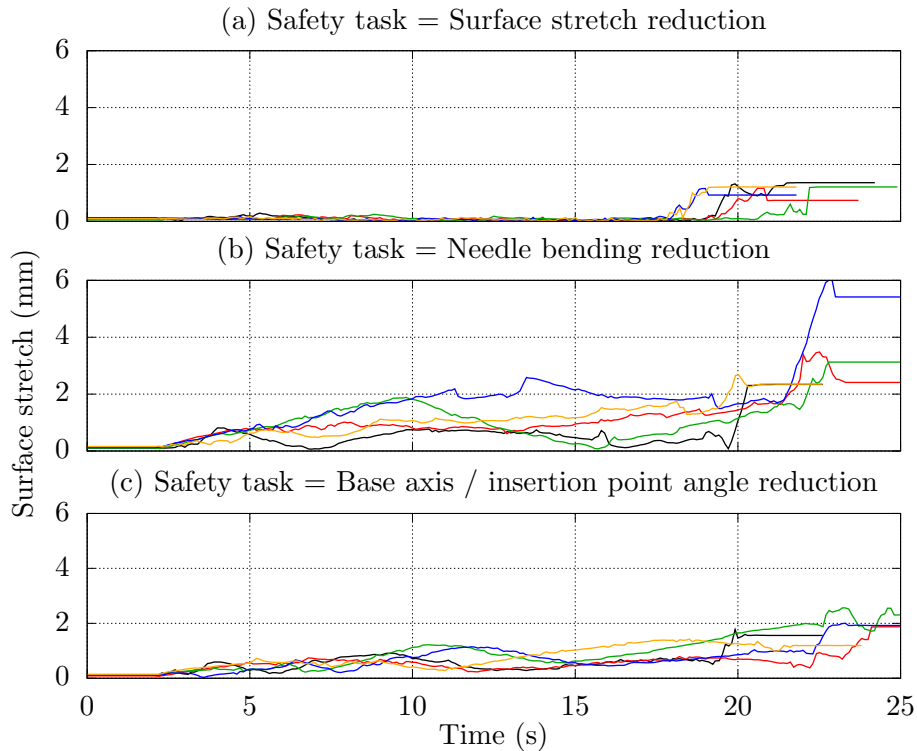 (a) Safety task = Surface stretch reduction
6
4
2
0
(b) Safety task = Needle bending reduction
6
4
2
0
Surface stretch (mm)
(c) Safety task = Base axis / insertion point angle reduction
6
4
2
0
0 5 10 15 20 25
Time (s)